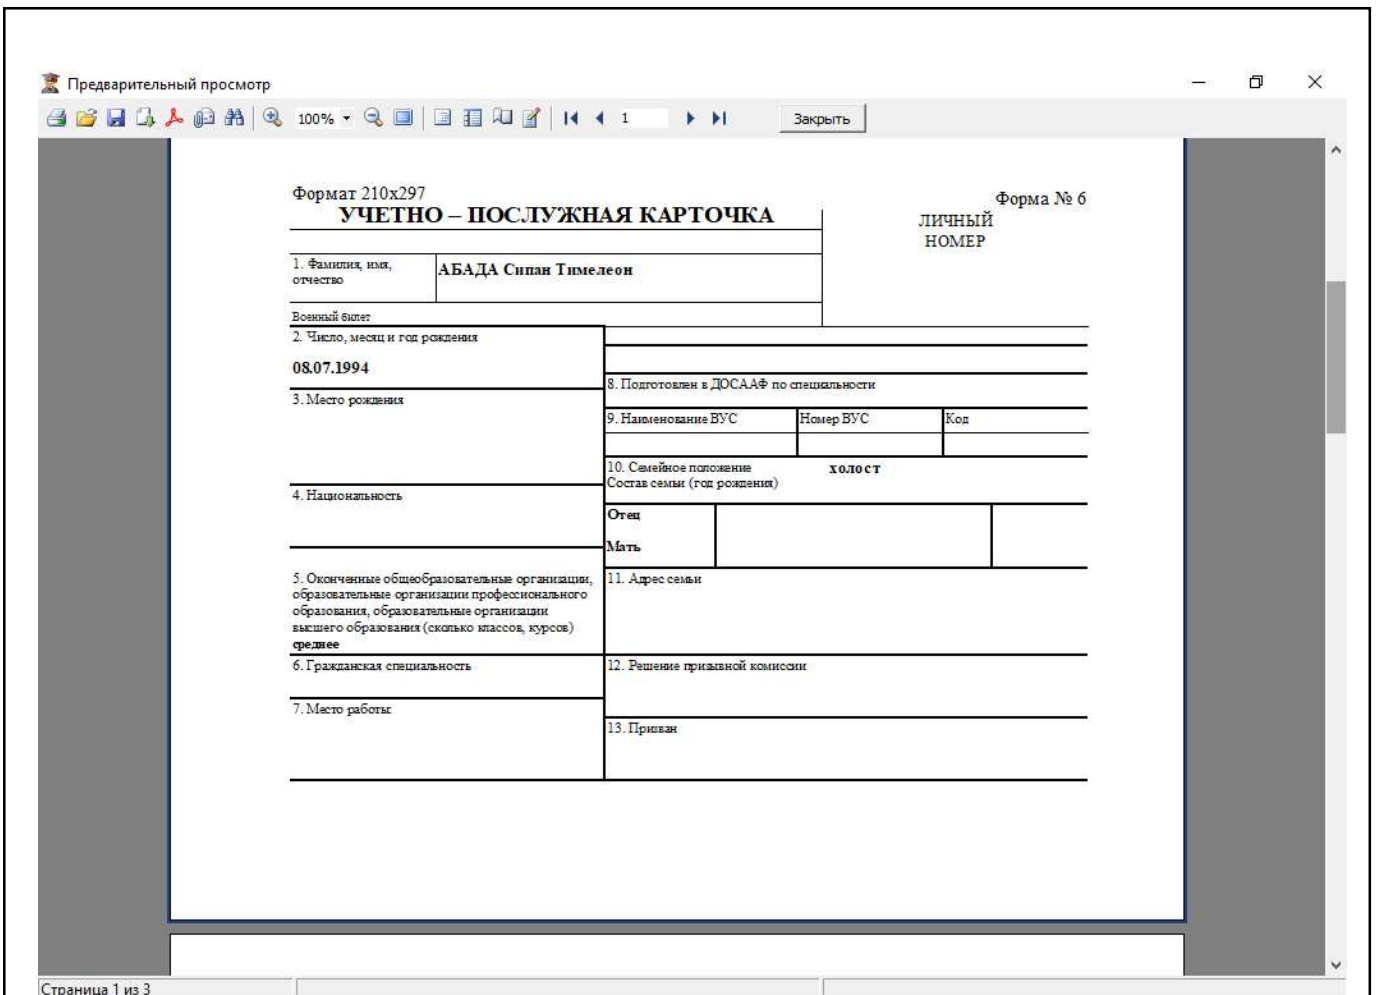 Предварительный просмотр
100%
1
Закрыть
Формат 210x297
Форма № 6
УЧЕТНО – ПОСЛУЖНАЯ КАРТОЧКА
ЛИЧНЫЙ
НОМЕР
1. Фамилия, имя,
отчество
АБАДА Сипан Тимелеон
Военный билет
2. Число, месяц и год рождения
08.07.1994
3. Место рождения
4. Национальность
5. Оконченные общеобразовательные организации,
образовательные организации профессионального
образования, образовательные организации
высшего образования (сколько классов, курсов)
среднее
6. Гражданская специальность
7. Место работы:
8. Подготовлен в ДОСААФ по специальности
9. Наименование ВУС
Номер ВУС
Код
10. Семейное положение
холост
Состав семьи (год рождения)
Отец
Мать
11. Адрес семьи
12. Решение призывной комиссии
13. Призван
Страница 1 из 3